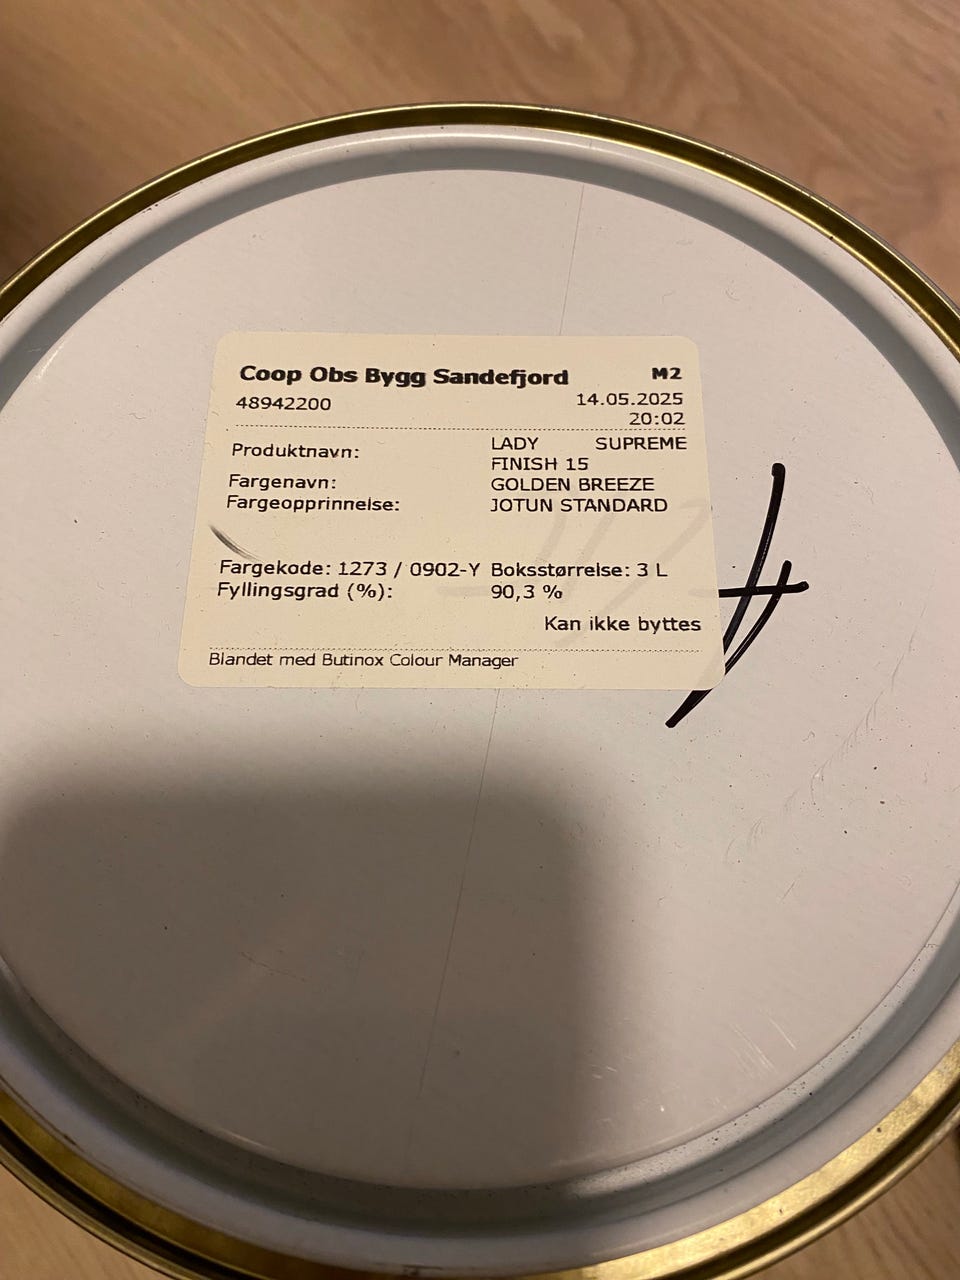 Coop Obs Bygg Sandefjord M2
48942200 14.05.2025
20:02
Produktnavn: LADY SUPREME
FINISH 15
Fargenavn: GOLDEN BREEZE
Fargeopprinnelse: JOTUN STANDARD
Fargekode: 1273 / 0902-Y Boksstørrelse: 3 L
Fyllingsgrad (%): 90,3 %
Kan ikke byttes
Blandet med Butinox Colour Manager